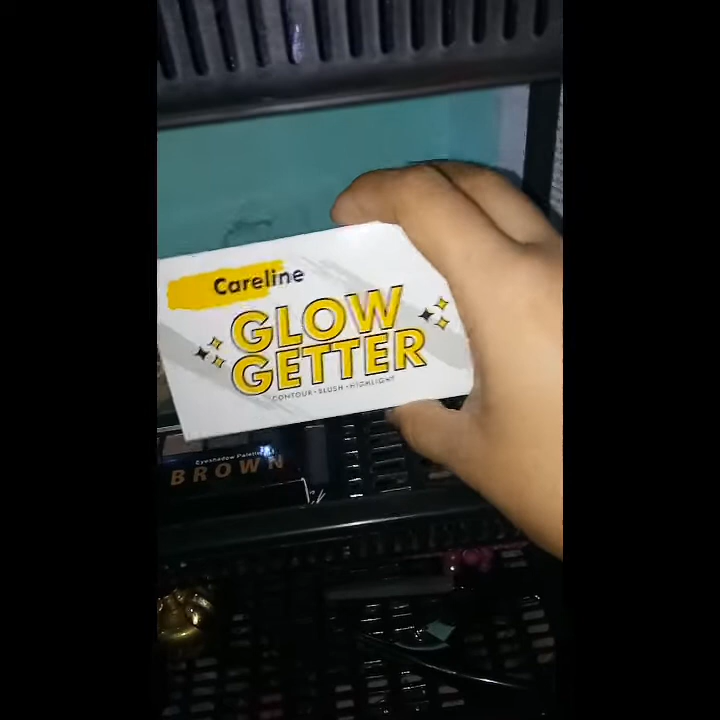 Careline
GLOW
GETTER
CONTOUR • BLUSH • HIGHLIGHT
Eyeshadow Palette
BROWN